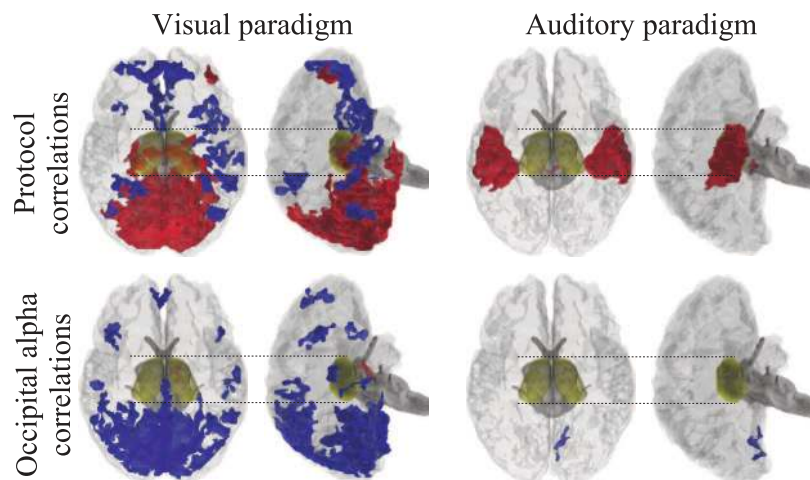 Visual paradigm
Auditory paradigm
Protocol
correlations
Occipital alpha
correlations